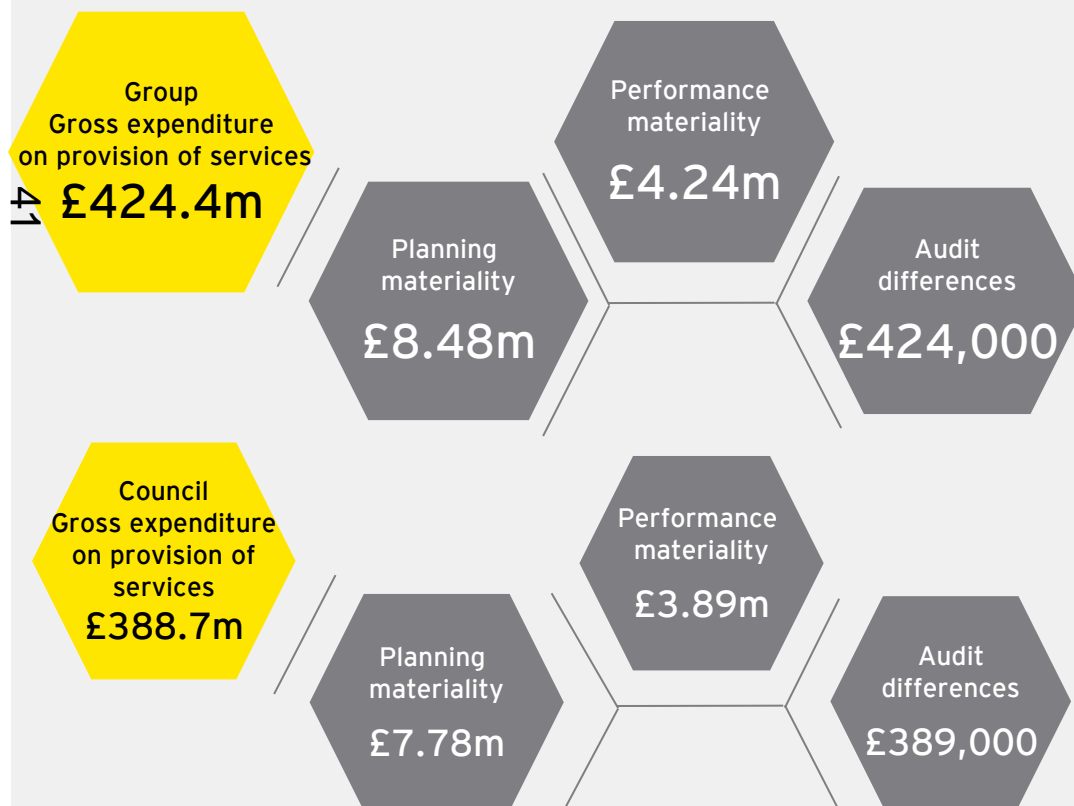 Group
Gross expenditure
on provision of services
£424.4m
41
Planning
materiality
£8.48m
Performance
materiality
£4.24m
Audit
differences
£424,000
Council
Gross expenditure
on provision of
services
£388.7m
Planning
materiality
£7.78m
Performance
materiality
£3.89m
Audit
differences
£389,000